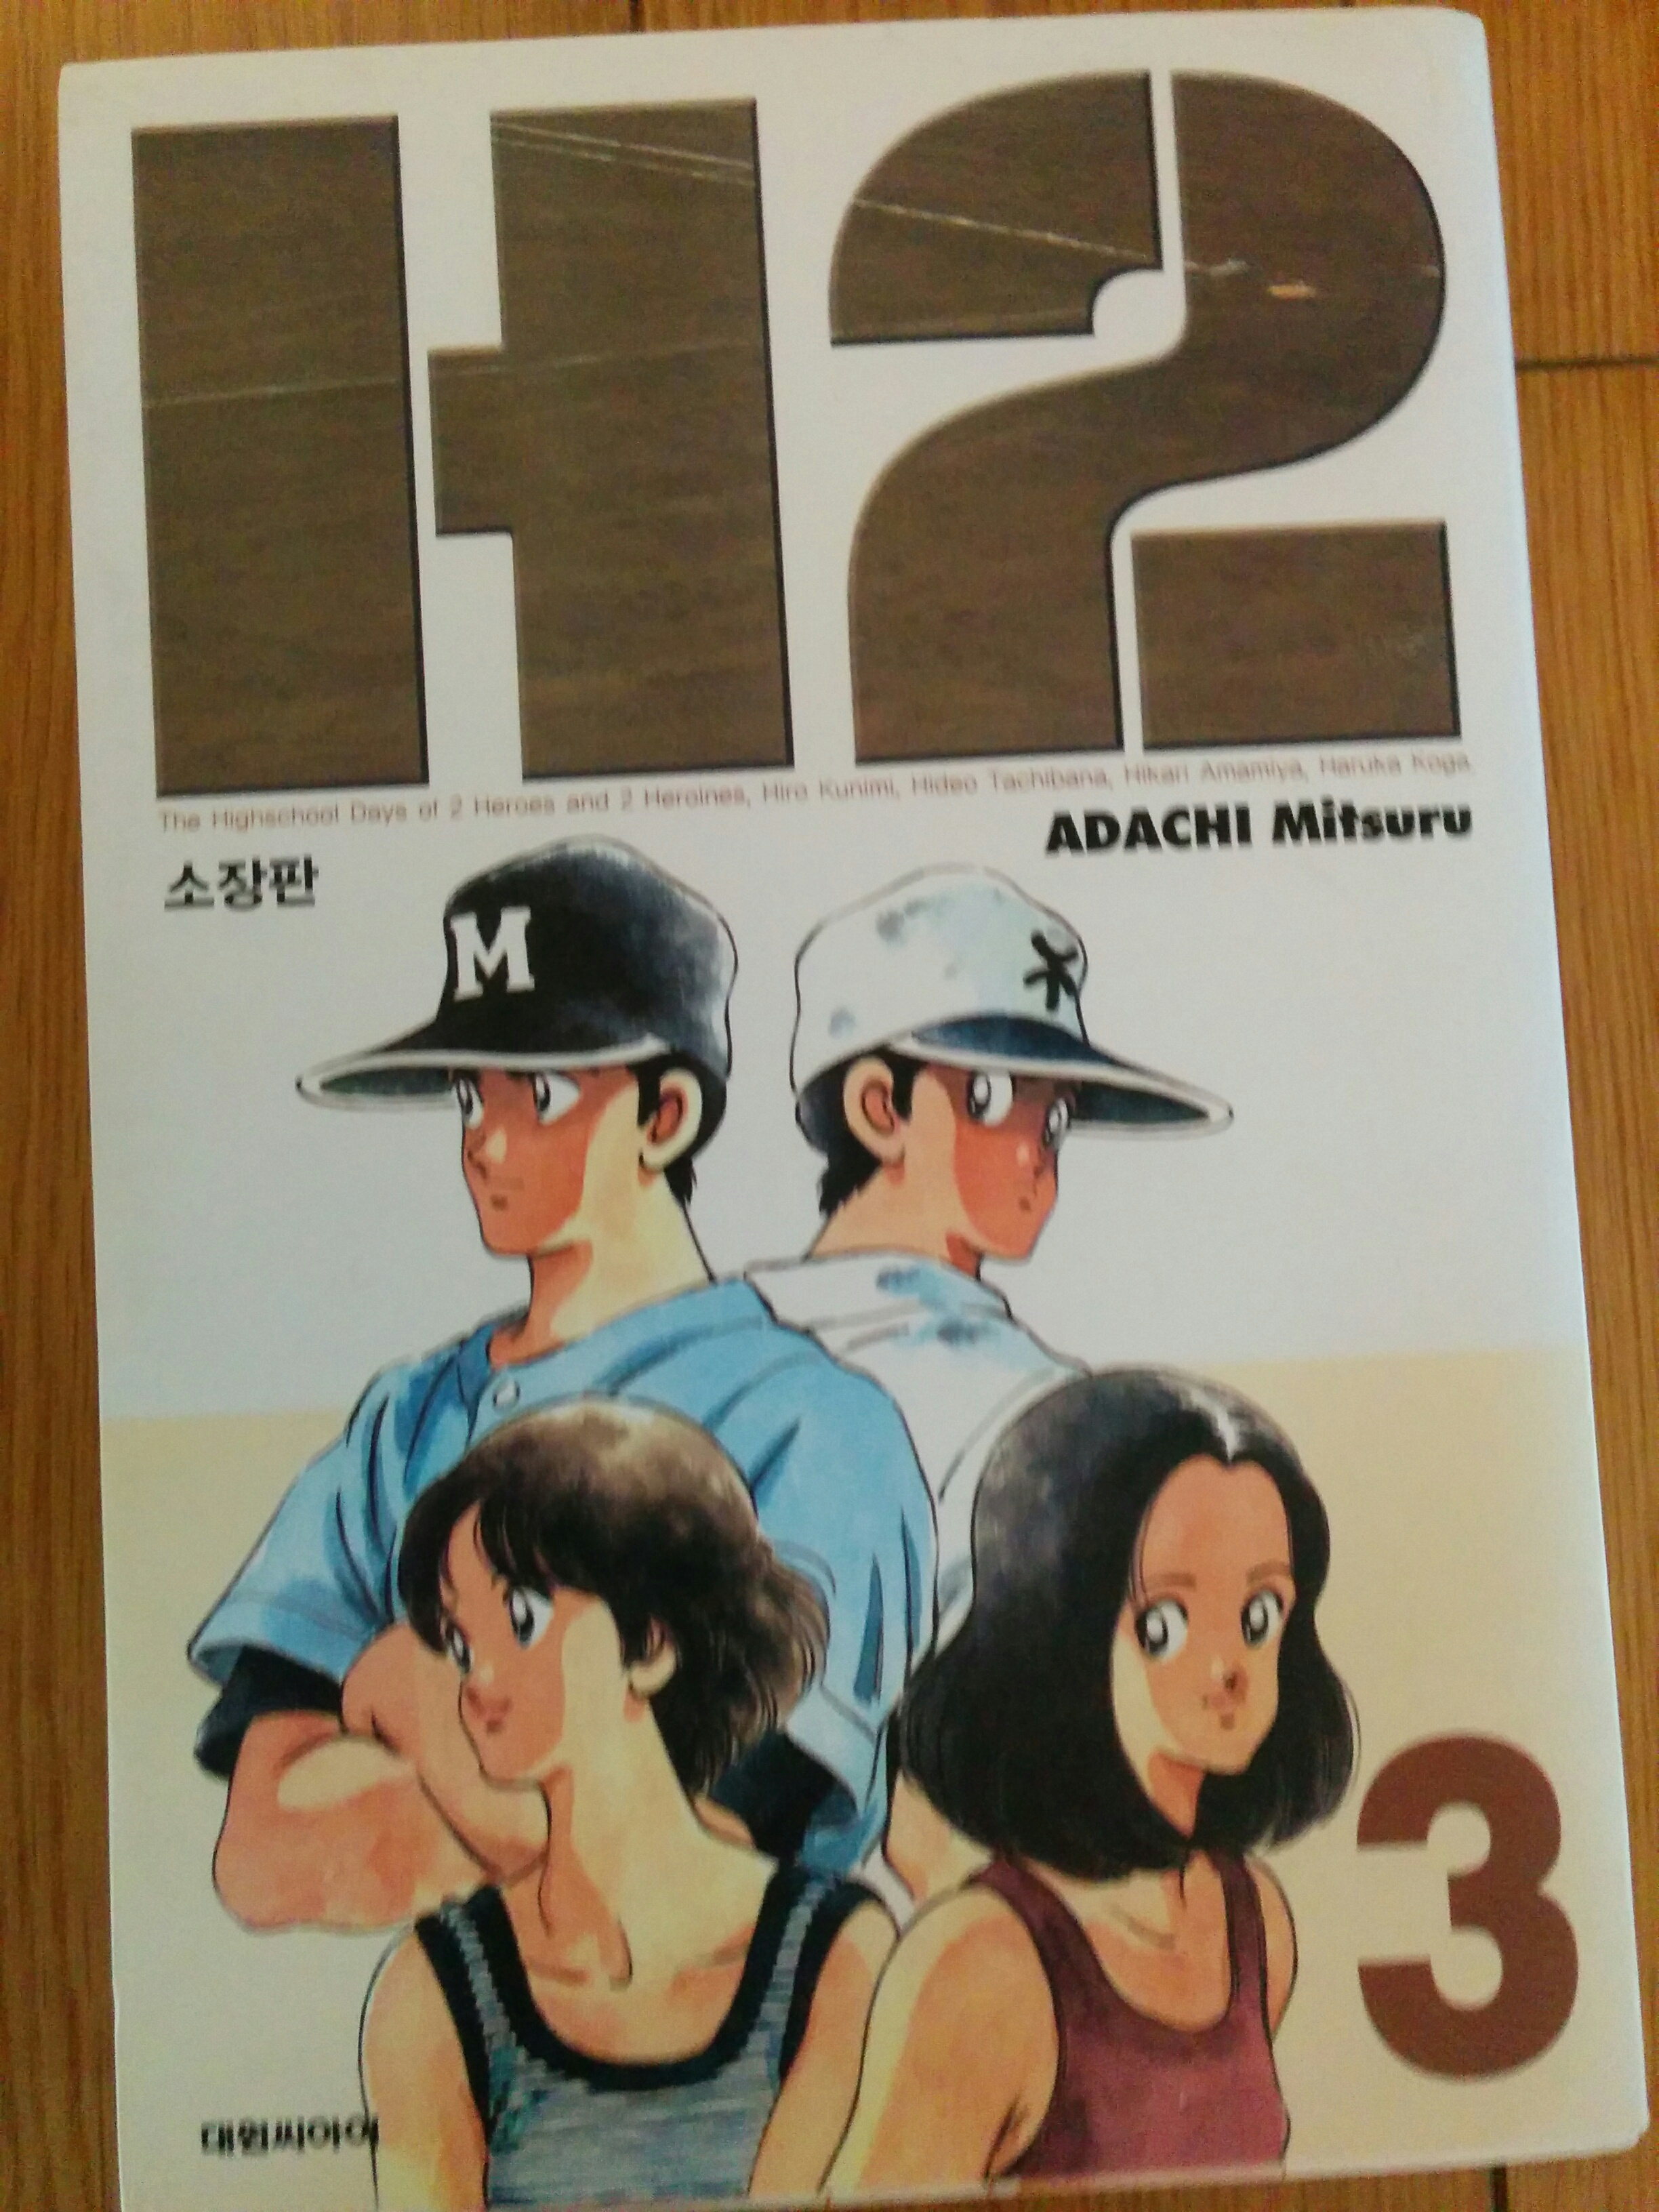 H2
The Highschool Days of 2 Heroes and 2 Heroines, Hiro Kunimi, Hideo Tachibana, Hikari Amamiya, Haruka Koga,
ADACHI Mitsuru
소장판
M
3
대원씨아이